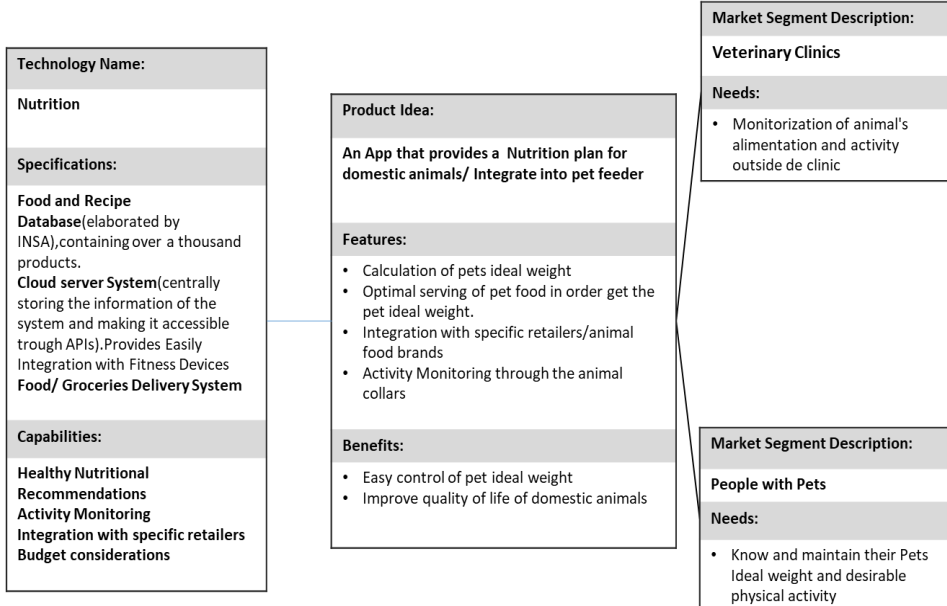 Technology Name:
Nutrition
Specifications:
Food and Recipe
Database(elaborated by
INSA),containing over a thousand
products.
Cloud server System(centrally
storing the information of the
system and making it accessible
trough APIs).Provides Easily
Integration with Fitness Devices
Food/ Groceries Delivery System
Capabilities:
Healthy Nutritional
Recommendations
Activity Monitoring
Integration with specific retailers
Budget considerations
Product Idea:
An App that provides a Nutrition plan for
domestic animals/ Integrate into pet feeder
Features:
• Calculation of pets ideal weight
• Optimal serving of pet food in order get the
pet ideal weight.
• Integration with specific retailers/animal
food brands
• Activity Monitoring through the animal
collars
Benefits:
• Easy control of pet ideal weight
• Improve quality of life of domestic animals
Market Segment Description:
Veterinary Clinics
Needs:
• Monitorization of animal's
alimentation and activity
outside de clinic
Market Segment Description:
People with Pets
Needs:
• Know and maintain their Pets
Ideal weight and desirable
physical activity